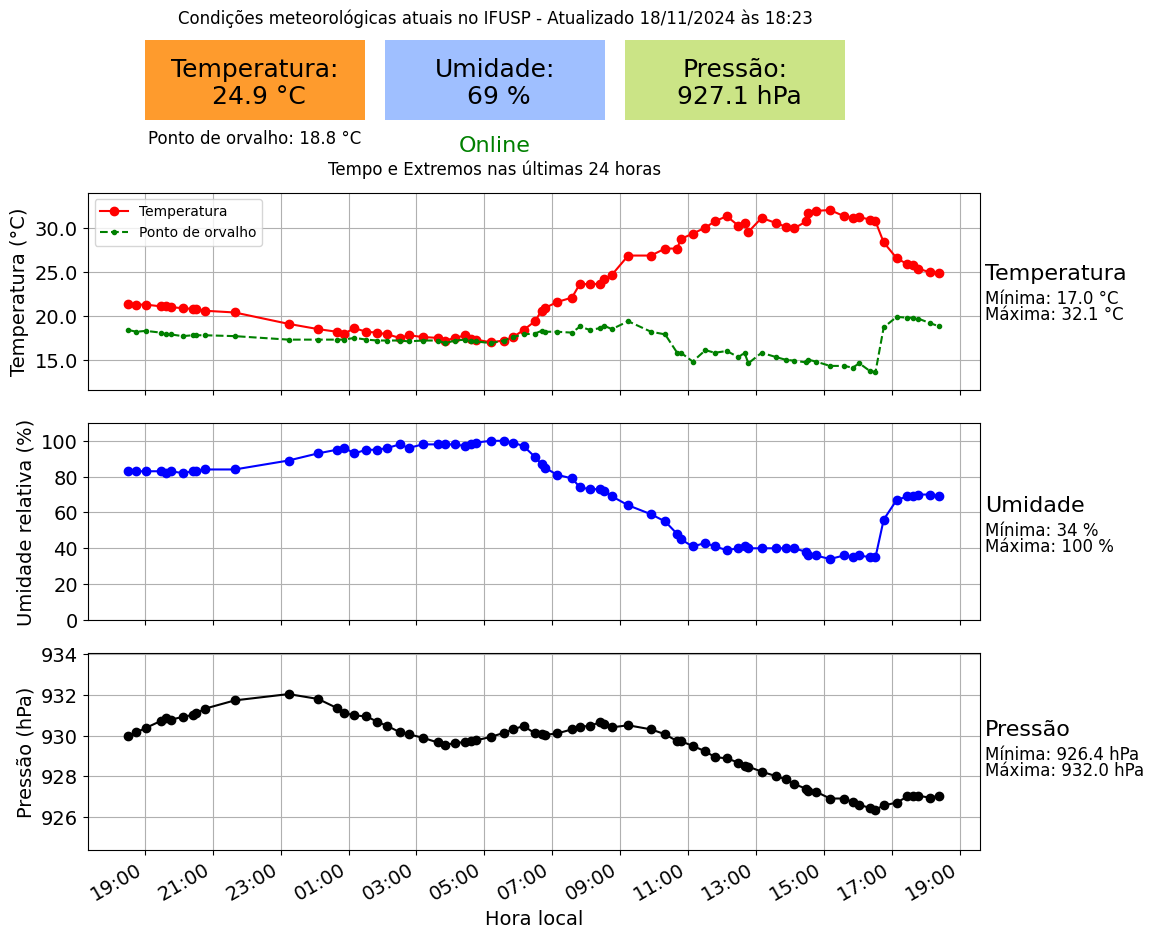 Condições meteorológicas atuais no IFUSP - Atualizado 18/11/2024 às 18:23
Temperatura:
24.9 °C
Umidade:
69 %
Pressão:
927.1 hPa
Ponto de orvalho: 18.8 °C
Online
Tempo e Extremos nas últimas 24 horas
Temperatura (°C)
30.0
25.0
20.0
15.0
Temperatura
Ponto de orvalho
Temperatura
Mínima: 17.0 °C
Máxima: 32.1 °C
Umidade relativa (%)
100
80
60
40
20
0
Umidade
Mínima: 34 %
Máxima: 100 %
Pressão (hPa)
934
932
930
928
926
Pressão
Mínima: 926.4 hPa
Máxima: 932.0 hPa
19:00 21:00 23:00 01:00 03:00 05:00 07:00 09:00 11:00 13:00 15:00 17:00 19:00
Hora local